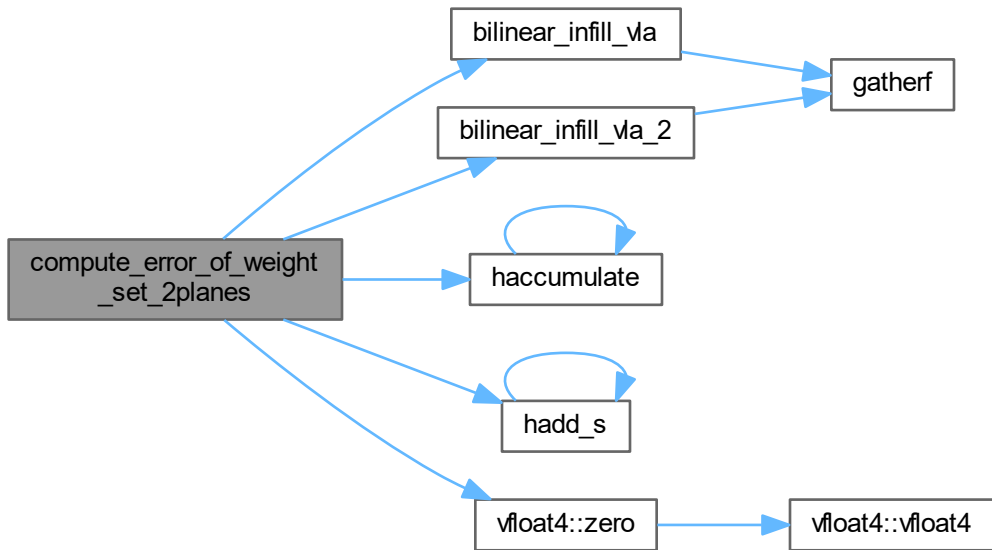 bilinear_infill_vla
gatherf
bilinear_infill_vla_2
compute_error_of_weight
_set_2planes
haccumulate
hadd_s
vfloat4::zero
vfloat4::vfloat4